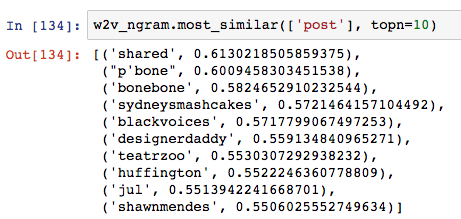 In [134]: w2v_ngram.most_similar(['post'], topn=10)
Out[134]: [('shared', 0.6130218505859375),
("p'bone", 0.6009458303451538),
('bonebone', 0.5824652910232544),
('sydneysmashcakes', 0.5721464157104492),
('blackvoices', 0.5717799067497253),
('designerdaddy', 0.559134840965271),
('teatrzoo', 0.5530307292938232),
('huffington', 0.5522246360778809),
('jul', 0.5513942241668701),
('shawnmendes', 0.5506025552749634)]